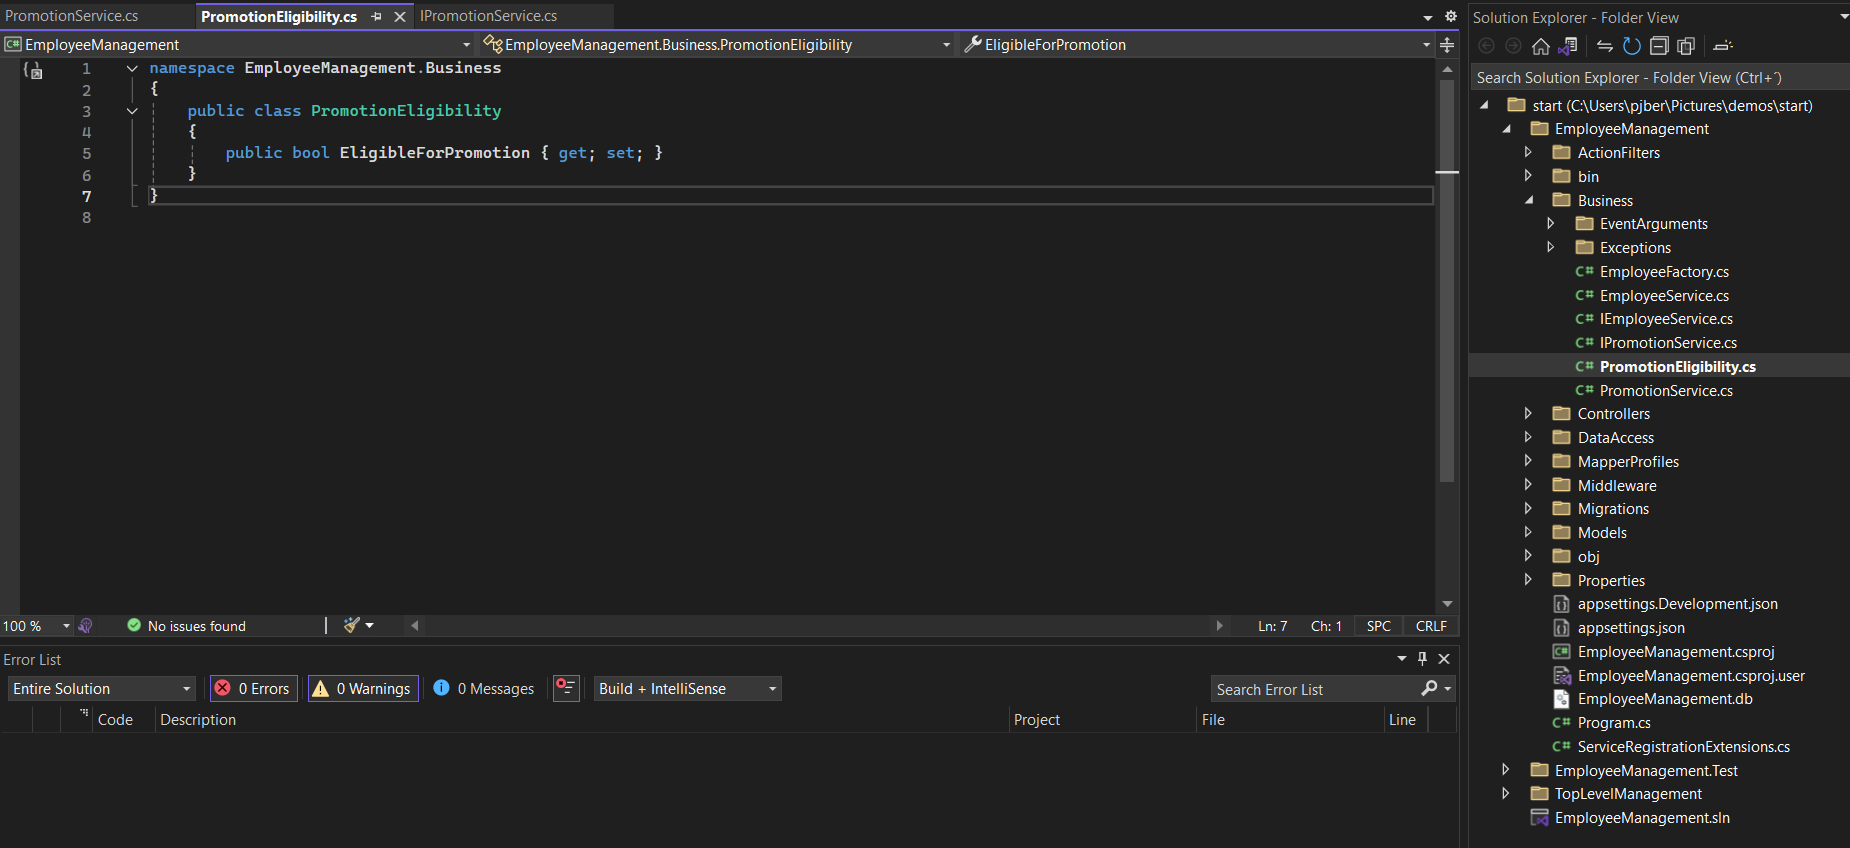 PromotionService.cs
PromotionEligibility.cs
IPromotionService.cs
EmployeeManagement
EmployeeManagement.Business.PromotionEligibility
EligibleForPromotion
1 namespace EmployeeManagement.Business
2 {
3 public class PromotionEligibility
4 {
5 public bool EligibleForPromotion { get; set; }
6 }
7 }
8
100 %
No issues found
Ln: 7 Ch: 1 SPC CRLF
Error List
Entire Solution
0 Errors
0 Warnings
0 Messages
Build + IntelliSense
Search Error List
Code Description Project File Line
Solution Explorer - Folder View
Search Solution Explorer - Folder View (Ctrl+´)
start (C:\Users\pjber\Pictures\demos\start)
EmployeeManagement
ActionFilters
bin
Business
EventArguments
Exceptions
C# EmployeeFactory.cs
C# EmployeeService.cs
C# IEmployeeService.cs
C# IPromotionService.cs
C# PromotionEligibility.cs
C# PromotionService.cs
Controllers
DataAccess
MapperProfiles
Middleware
Migrations
Models
obj
Properties
appsettings.Development.json
appsettings.json
EmployeeManagement.csproj
EmployeeManagement.csproj.user
EmployeeManagement.db
C# Program.cs
C# ServiceRegistrationExtensions.cs
EmployeeManagement.Test
TopLevelManagement
EmployeeManagement.sln